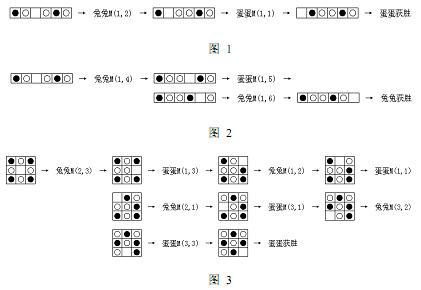 → 兔兔M(1,2) → → 蛋蛋M(1,1) → → 蛋蛋获胜
图 1
→ 兔兔M(1,4) → → 蛋蛋M(1,5) →
→ 兔兔M(1,6) → → 兔兔获胜
图 2
→ 兔兔M(2,3) → → 蛋蛋M(1,3) → → 兔兔M(1,2) → → 蛋蛋M(1,1) →
→ 兔兔M(2,1) → → 蛋蛋M(3,1) → → 兔兔M(3,2) →
→ 蛋蛋M(3,3) → → 蛋蛋获胜
图 3